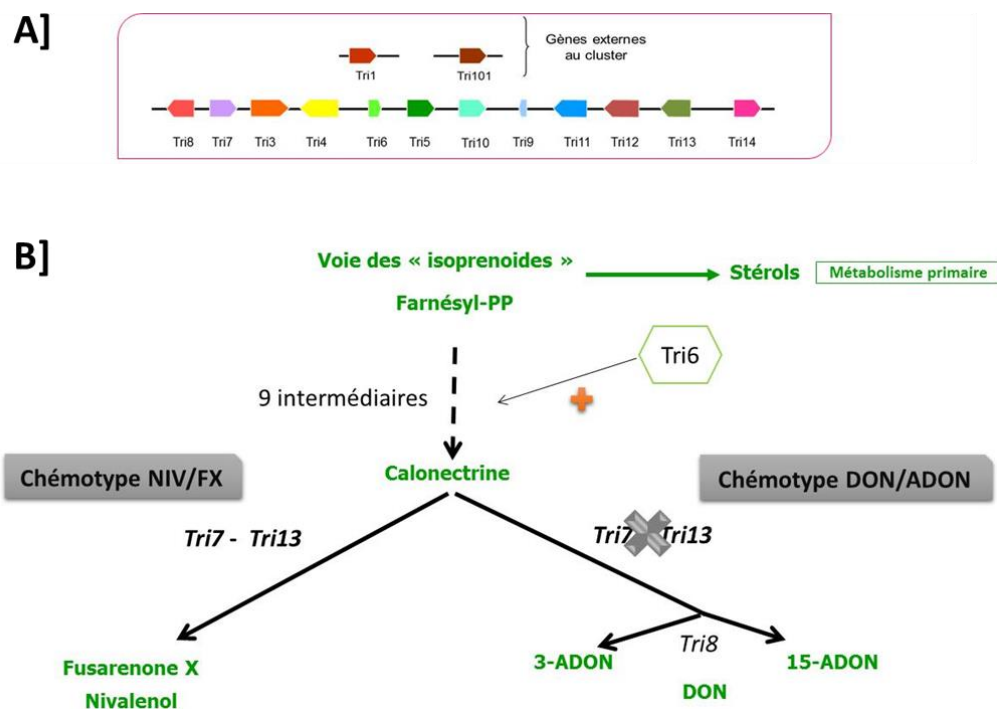 A]
Gènes externes
au cluster
Tri1
Tri101
Tri8 Tri7 Tri3 Tri4 Tri6 Tri5 Tri10 Tri9 Tri11 Tri12 Tri13 Tri14
B]
Voie des « isoprenoides »
Stérols
Métabolisme primaire
Farnésyl-PP
Tri6
9 intermédiaires
Calonectrine
Chémotype NIV/FX
Chémotype DON/ADON
Tri7 - Tri13
Tri7 Tri13
Tri8
Fusarenone X
Nivalenol
3-ADON
15-ADON
DON